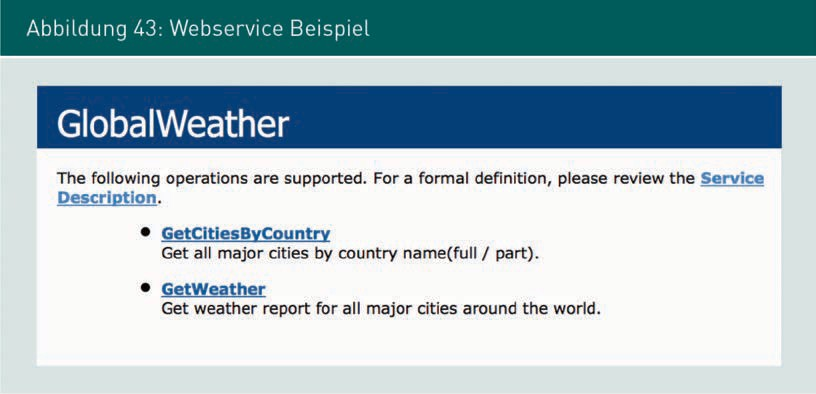 Abbildung 43: Webservice Beispiel
GlobalWeather
The following operations are supported. For a formal definition, please review the Service
Description.
• GetCitiesByCountry
Get all major cities by country name(full / part).
• GetWeather
Get weather report for all major cities around the world.